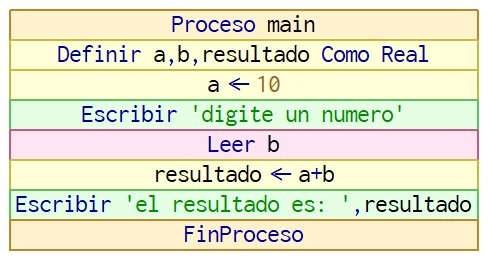 Proceso main
Definir a,b,resultado Como Real
a ← 10
Escribir 'digite un numero'
Leer b
resultado ← a+b
Escribir 'el resultado es: ',resultado
FinProceso